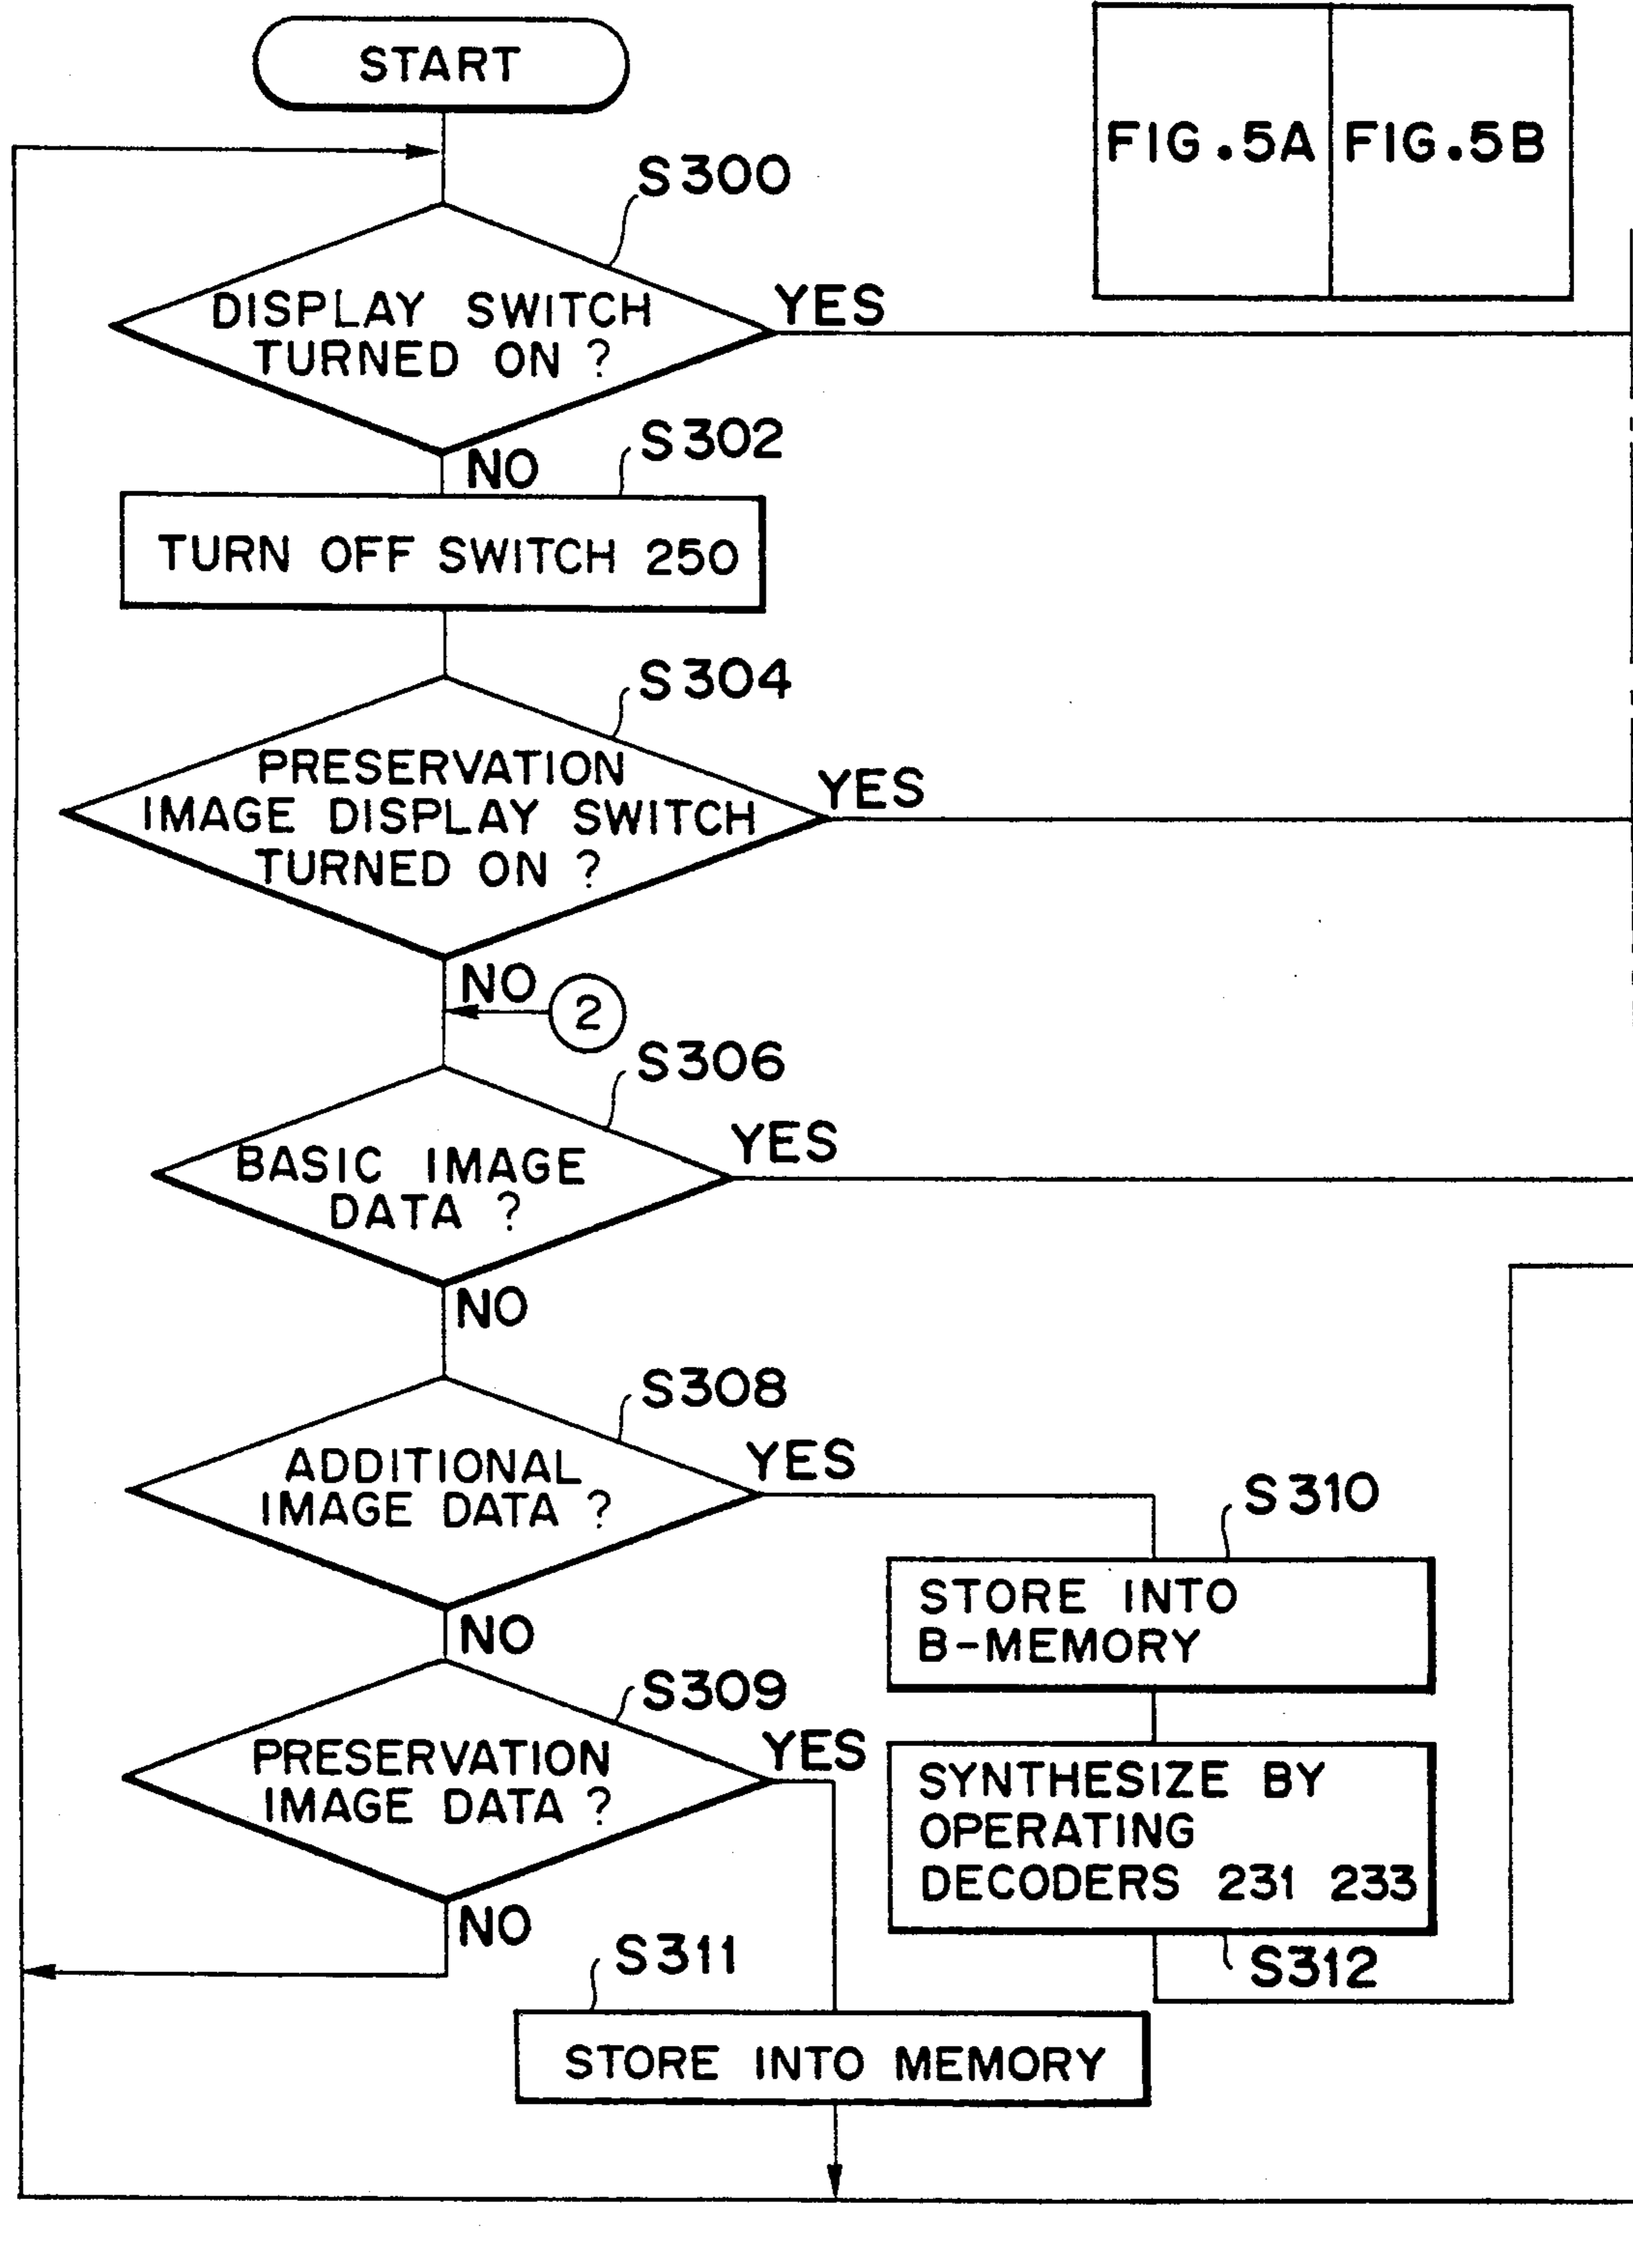 START
FIG.5A FIG.5B
S300
DISPLAY SWITCH
TURNED ON ?
YES
NO
S302
TURN OFF SWITCH 250
S304
PRESERVATION
IMAGE DISPLAY SWITCH
TURNED ON ?
YES
NO
2
S306
BASIC IMAGE
DATA ?
YES
NO
S308
ADDITIONAL
IMAGE DATA ?
YES
NO
S310
STORE INTO
B-MEMORY
S309
PRESERVATION
IMAGE DATA ?
YES
NO
SYNTHESIZE BY
OPERATING
DECODERS 231 233
S312
S311
STORE INTO MEMORY